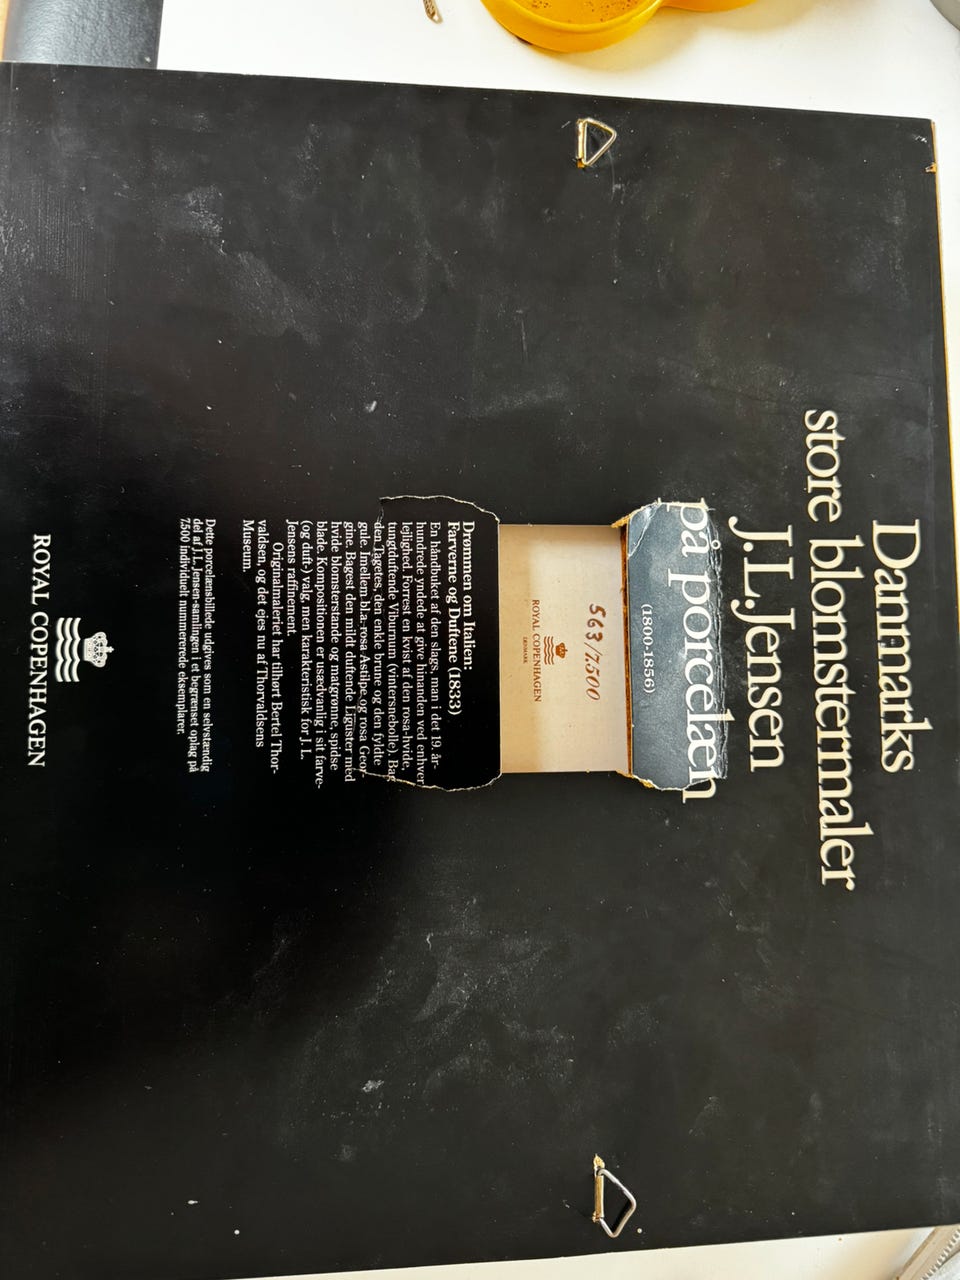 Danmarks
store blomstermaler
J.L.Jensen
på porcelæn
(1800-1856)
563/7500
ROYAL COPENHAGEN
DENMARK
Drømmen om Italien:
Farverne og Duftene (1833)
En håndbuket af den slags, man i det 19. år-
hundrede yndede at give hinanden ved enhver
lejlighed. Forrest en kvist af den rosa-hvide,
tungtduftende Viburnum (vintersnebolle). Bag
den Tagetes, den enkle brune og den fyldte
gule. Imellem blå-rosa Astilpe og rosa Geor-
gine. Bagest den mildt duftende Liguster med
hvide blomsterstande og matgrønne, spidse
blade. Kompositionen er usædvanlig i sit farve-
(og duft-) valg, men karakteristisk for J.L.
Jensens raffinement.
Originalmaleriet har tilhørt Bertel Thor-
valdsen, og det ejes nu af Thorvaldsens
Museum.
Dette porcelænsbillede udgives som en selvstændig
del af J.L. Jensen-samlingen i et begrænset oplag på
7.500 individuelt nummererede eksemplarer.
ROYAL COPENHAGEN